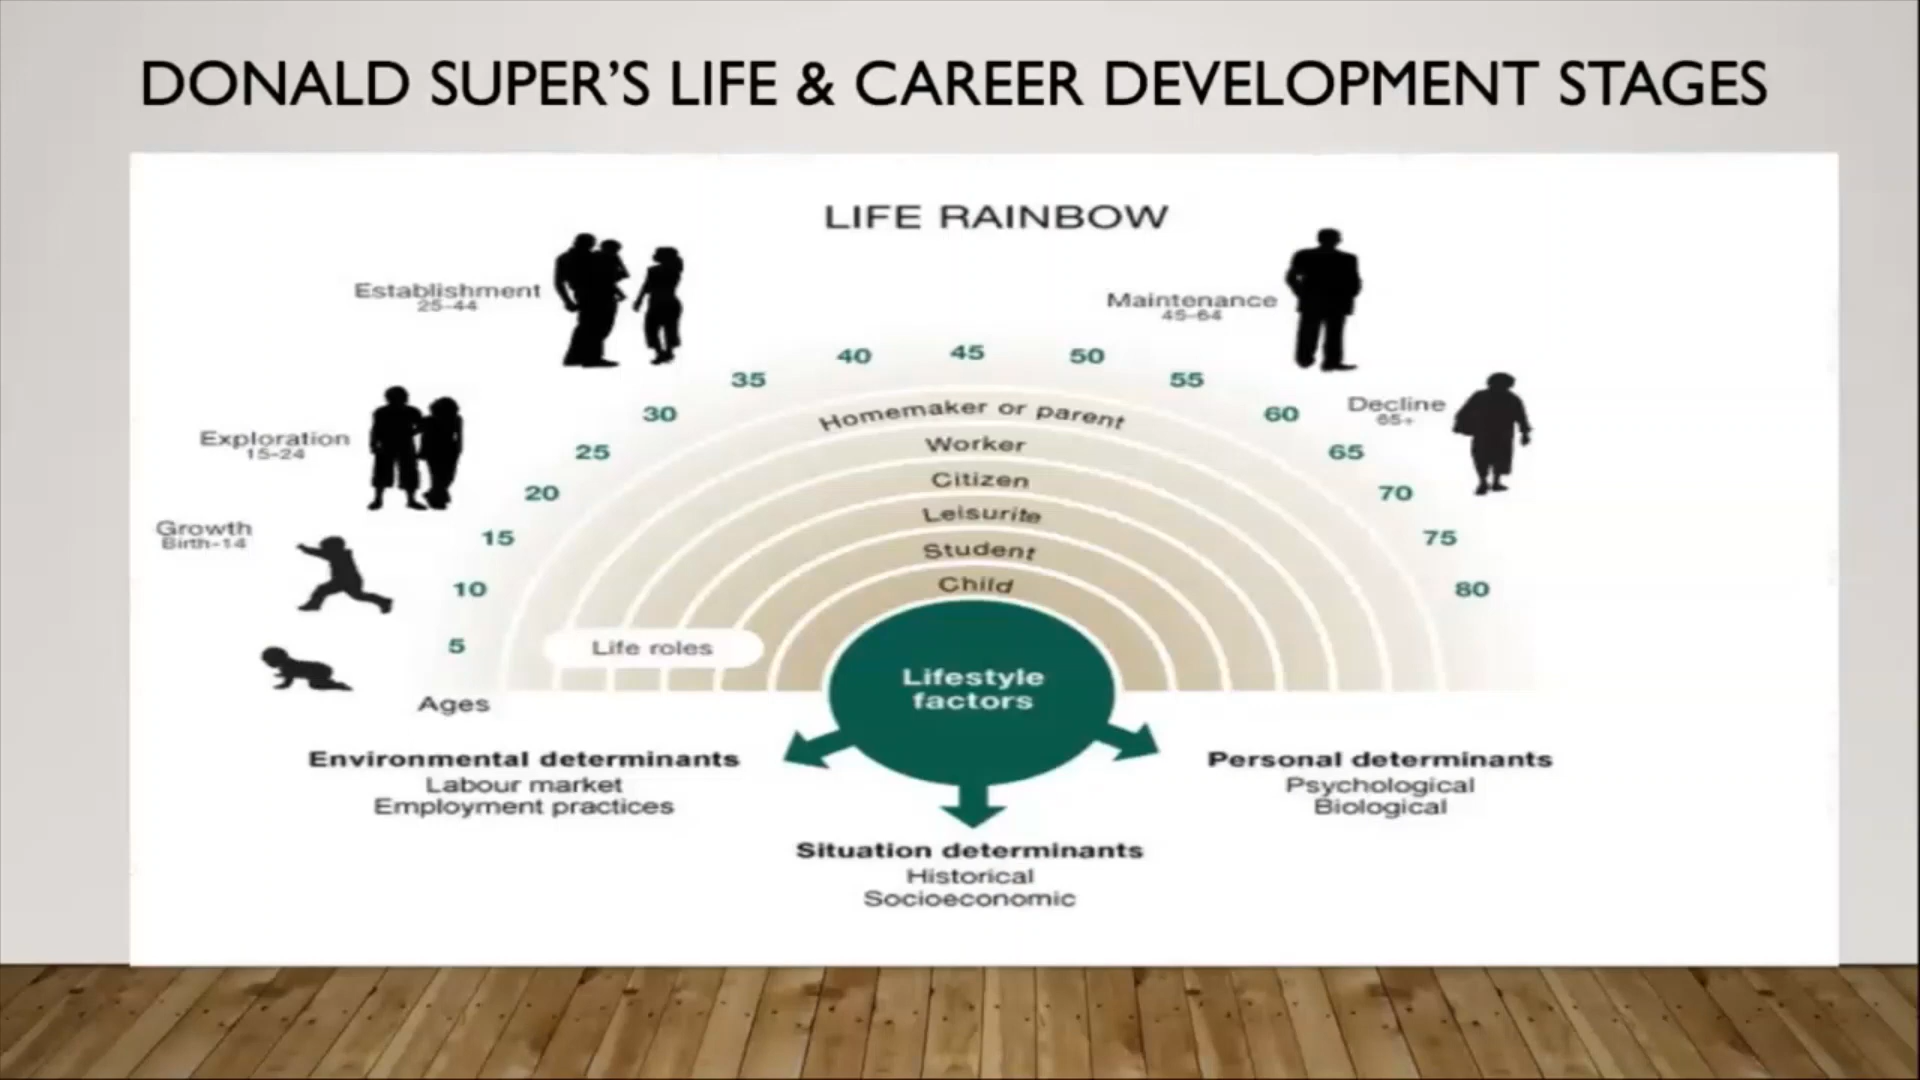 DONALD SUPER'S LIFE & CAREER DEVELOPMENT STAGES
LIFE RAINBOW
Establishment
25-44
Maintenance
45-64
Exploration
15-24
Decline
65+
Growth
Birth-14
5
10
15
20
25
30
35
40
45
50
55
60
65
70
75
80
Ages
Homemaker or parent
Worker
Citizen
Leisurite
Student
Child
Life roles
Lifestyle
factors
Environmental determinants
Labour market
Employment practices
Situation determinants
Historical
Socioeconomic
Personal determinants
Psychological
Biological